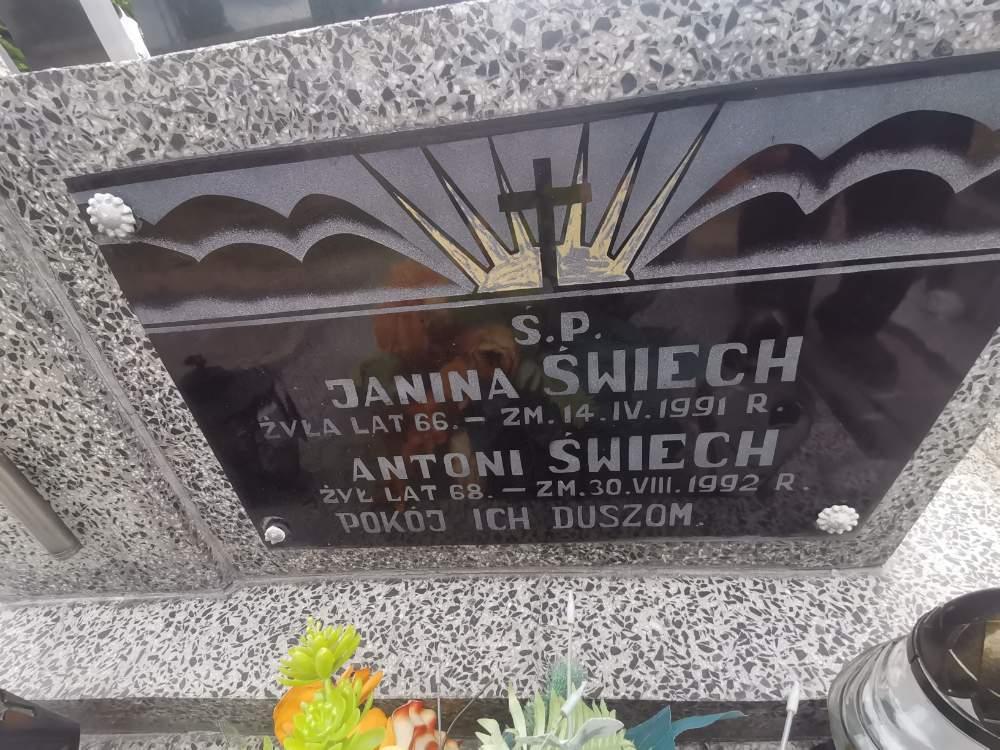 Ś.P.
JANINA ŚWIECH
ŻYŁA LAT 66. – ZM. 14.IV.1991 R.
ANTONI ŚWIECH
ŻYŁ LAT 68. – ZM. 30.VIII.1992 R.
POKÓJ ICH DUSZOM.